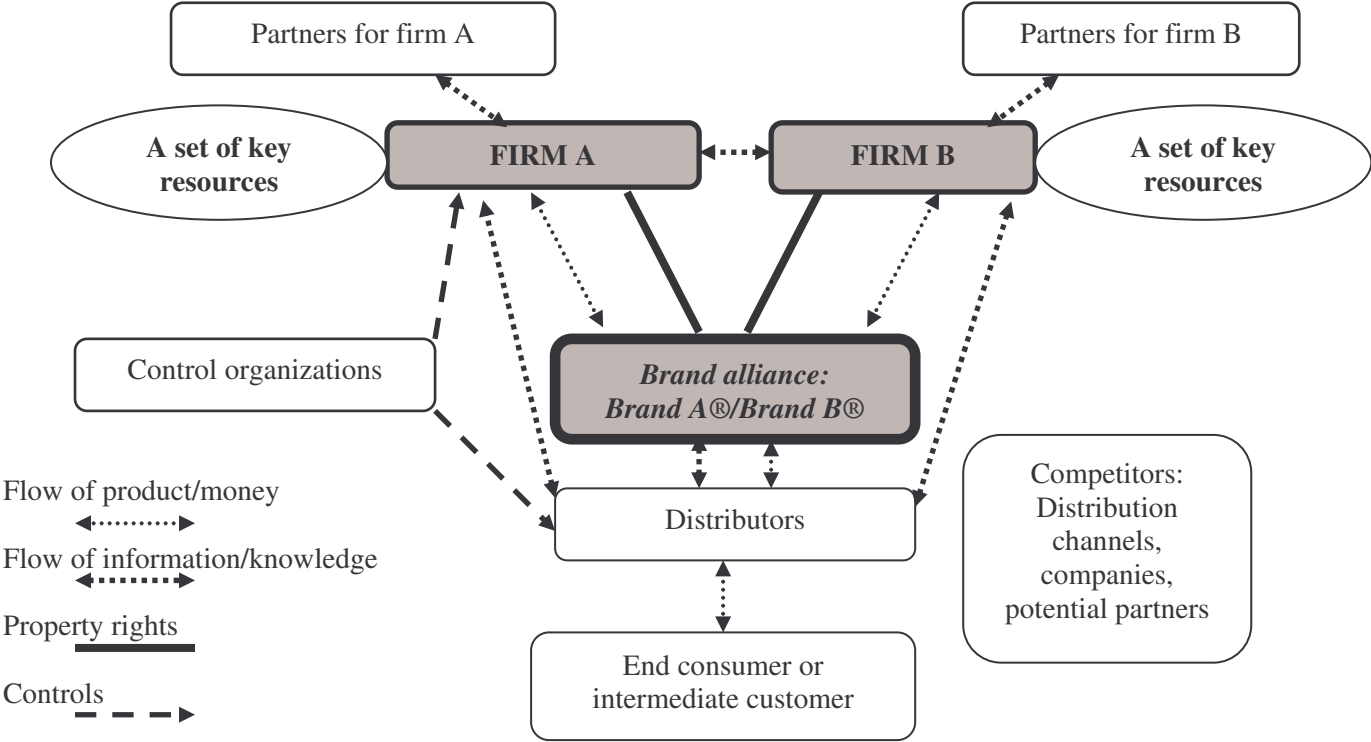 Partners for firm A
Partners for firm B
A set of key
resources
FIRM A
FIRM B
A set of key
resources
Control organizations
Brand alliance:
Brand A®/Brand B®
Flow of product/money
Flow of information/knowledge
Property rights
Controls
Distributors
Competitors:
Distribution
channels,
companies,
potential partners
End consumer or
intermediate customer